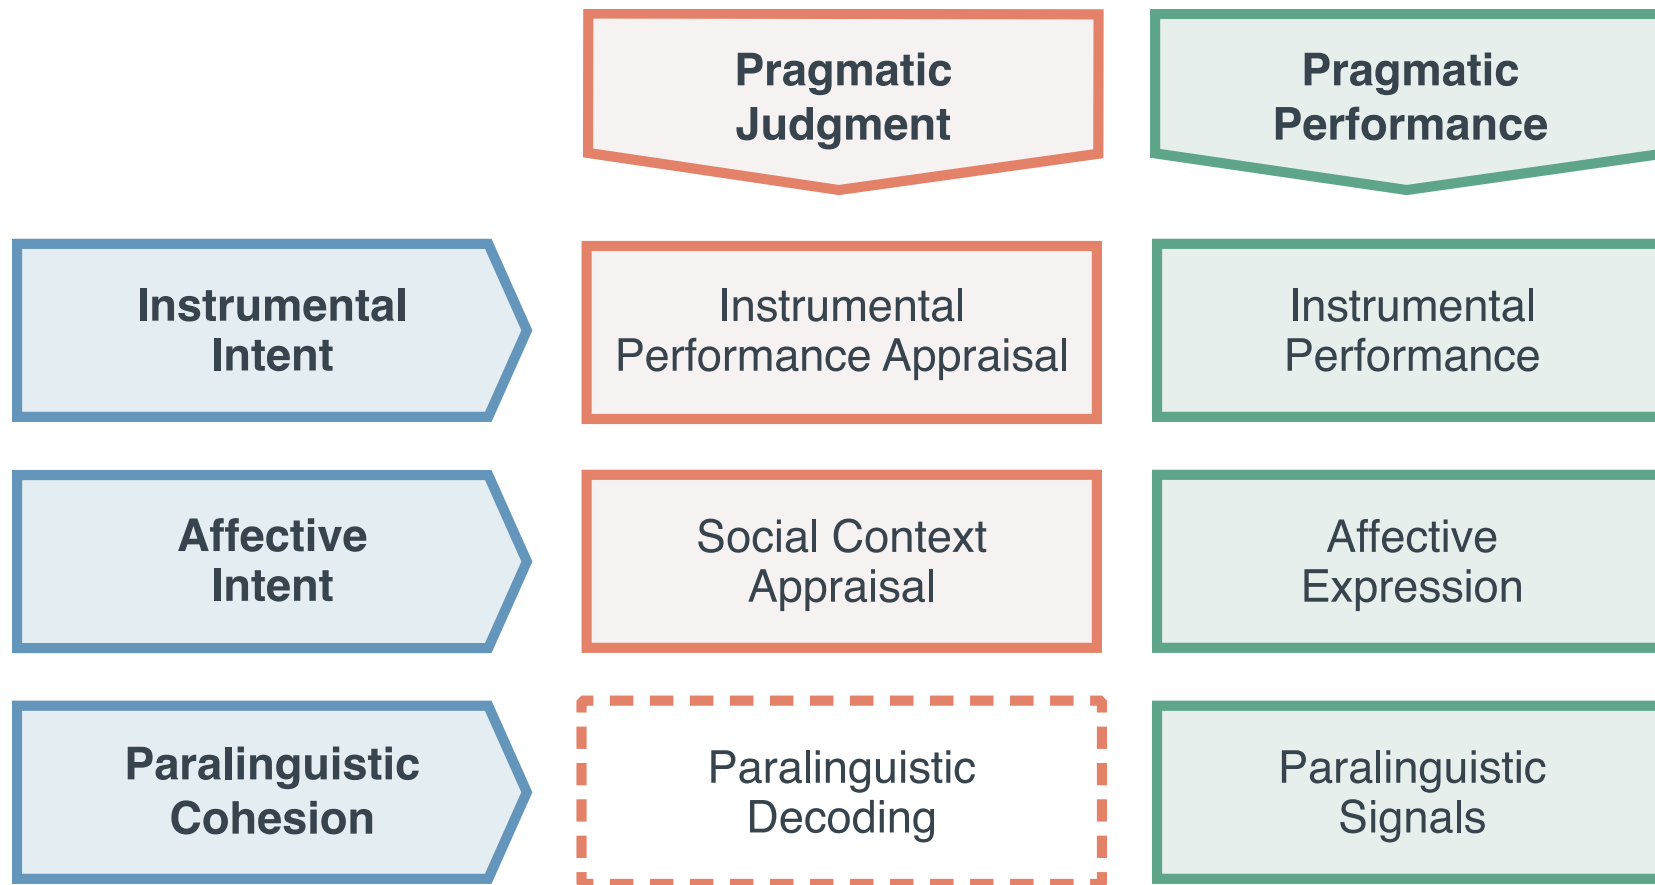 Pragmatic
Judgment
Pragmatic
Performance
Instrumental
Intent
Instrumental
Performance Appraisal
Instrumental
Performance
Affective
Intent
Social Context
Appraisal
Affective
Expression
Paralinguistic
Cohesion
Paralinguistic
Decoding
Paralinguistic
Signals